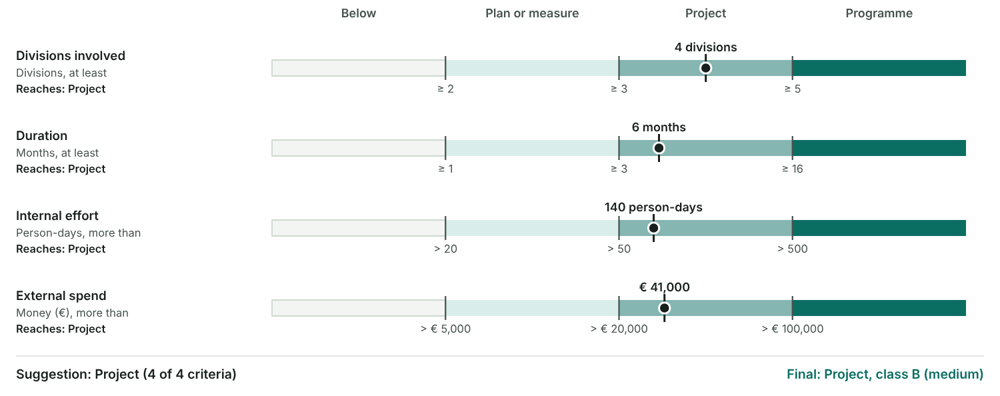 Below Plan or measure Project Programme
4 divisions
Divisions involved
Divisions, at least
Reaches: Project
≥ 2 ≥ 3 ≥ 5
6 months
Duration
Months, at least
Reaches: Project
≥ 1 ≥ 3 ≥ 16
140 person-days
Internal effort
Person-days, more than
Reaches: Project
> 20 > 50 > 500
€ 41,000
External spend
Money (€), more than
Reaches: Project
> € 5,000 > € 20,000 > € 100,000
Suggestion: Project (4 of 4 criteria) Final: Project, class B (medium)